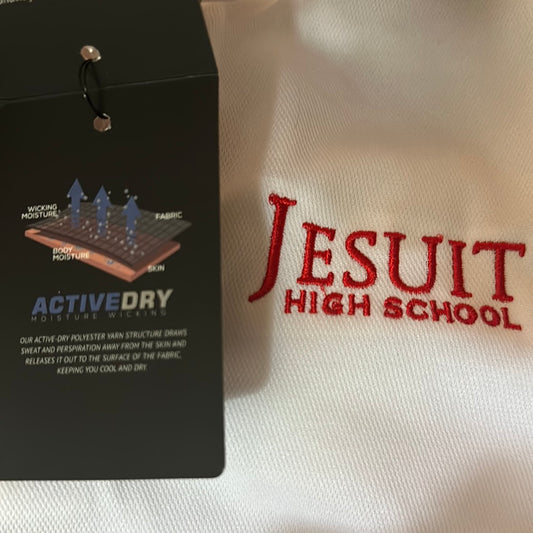 WICKING
MOISTURE
FABRIC
BODY
MOISTURE
SKIN
ACTIVEDRY
MOISTURE WICKING
OUR ACTIVE-DRY POLYESTER YARN STRUCTURE DRAWS
SWEAT AND PERSPIRATION AWAY FROM THE SKIN AND
RELEASES IT OUT TO THE SURFACE OF THE FABRIC,
KEEPING YOU COOL AND DRY.
JESUIT
HIGH SCHOOL